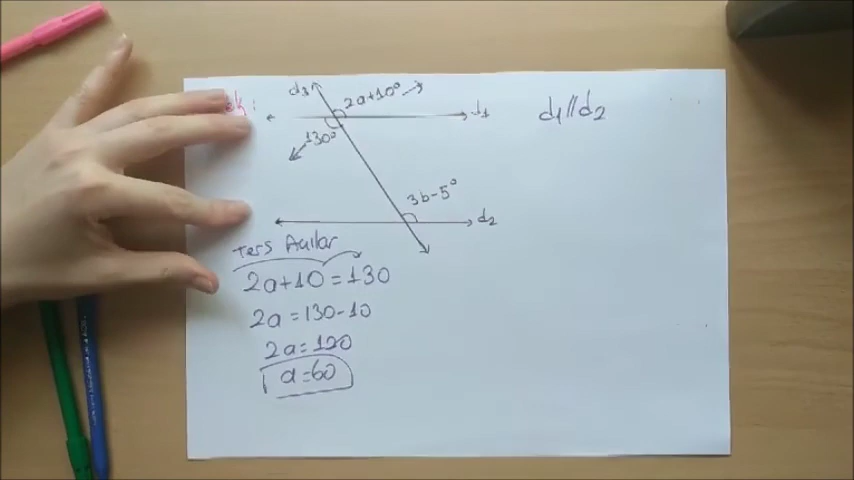 d3
2a+10°
d1
d1//d2
130°
3b-5°
d2
Ters Açılar
2a+10=130
2a=130-10
2a=120
a=60